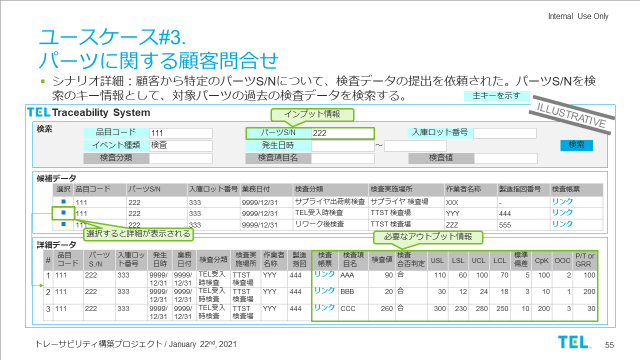 Internal Use Only
ユースケース#3.
パーツに関する顧客問合せ
▪ シナリオ詳細：顧客から特定のパーツS/Nについて、検査データの提出を依頼された。パーツS/Nを検
索のキー情報として、対象パーツの過去の検査データを検索する。
主キーを示す
ILLUSTRATIVE
TEL Traceability System
インプット情報
検索
品目コード 111 パーツS/N 222 入庫ロット番号
イベント種類 検査 発生日時 ～ 検索
検査分類 検査項目名 検査値
候補データ
選択 品目コード パーツS/N 入庫ロット番号 業務日付 検査分類 検査実施場所 作業者名称 製造指図番号 検査帳票
■ 111 222 333 9999/12/31 サプライヤ出荷前検査 サプライヤ 検査場 XXX - リンク
■ 111 222 333 9999/12/31 TEL受入時検査 TTST 検査場 YYY 444 リンク
■ 111 222 333 9999/12/31 リワーク後検査 TTST 検査場 ZZZ 555 リンク
選択すると詳細が表示される
必要なアウトプット情報
詳細データ
# 品目コード パーツS/N 入庫ロット番号 発生日時 業務日付 検査分類 検査実施場所 作業者名称 製造指図 検査帳票 検査項目名 検査値 検査合否判定 USL LSL UCL LCL 標準偏差 CpK OOC P/T or GRR
1 111 222 333 9999/12/31 9999/12/31 TEL受入時検査 TTST 検査場 YYY 444 リンク AAA 90 合 110 60 100 70 5 100 2 100
2 111 222 333 9999/12/31 9999/12/31 TEL受入時検査 TTST 検査場 YYY 444 リンク BBB 20 合 30 12 24 18 3 10 1 200
3 111 222 333 9999/12/31 9999/12/31 TEL受入時検査 TTST 検査場 YYY 444 リンク CCC 260 合 300 230 280 250 10 200 3 30
トレーサビリティ構築プロジェクト / January 22nd, 2021
TEL
55